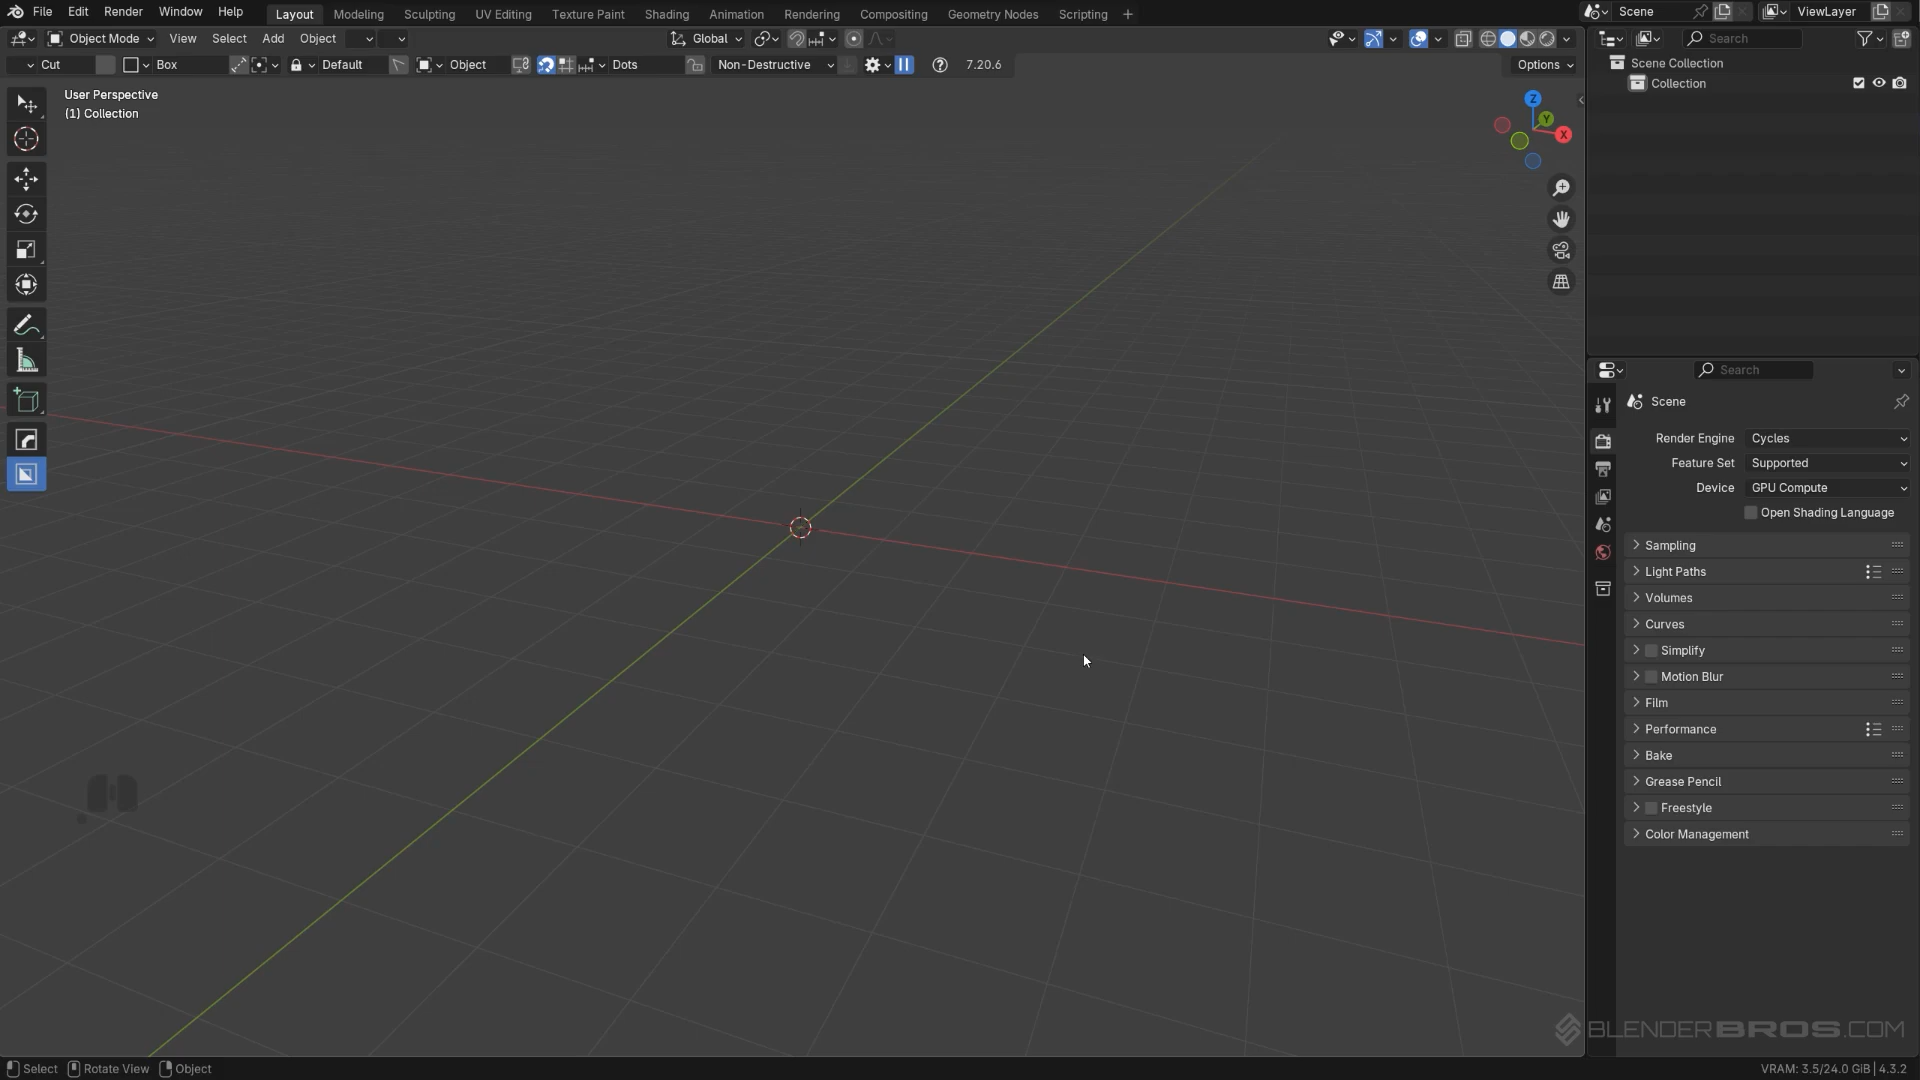 File Edit Render Window Help Layout Modeling Sculpting UV Editing Texture Paint Shading Animation Rendering Compositing Geometry Nodes Scripting + Scene ViewLayer
Object Mode View Select Add Object Global Search
Cut Box Default Object Dots Non-Destructive 7.20.6 Options
User Perspective
(1) Collection
Z
Y
X
Scene Collection
Collection
Search
Scene
Render Engine Cycles
Feature Set Supported
Device GPU Compute
Open Shading Language
Sampling
Light Paths
Volumes
Curves
Simplify
Motion Blur
Film
Performance
Bake
Grease Pencil
Freestyle
Color Management
BLENDERBROS.COM
Select Rotate View Object VRAM: 3.5/24.0 GiB | 4.3.2